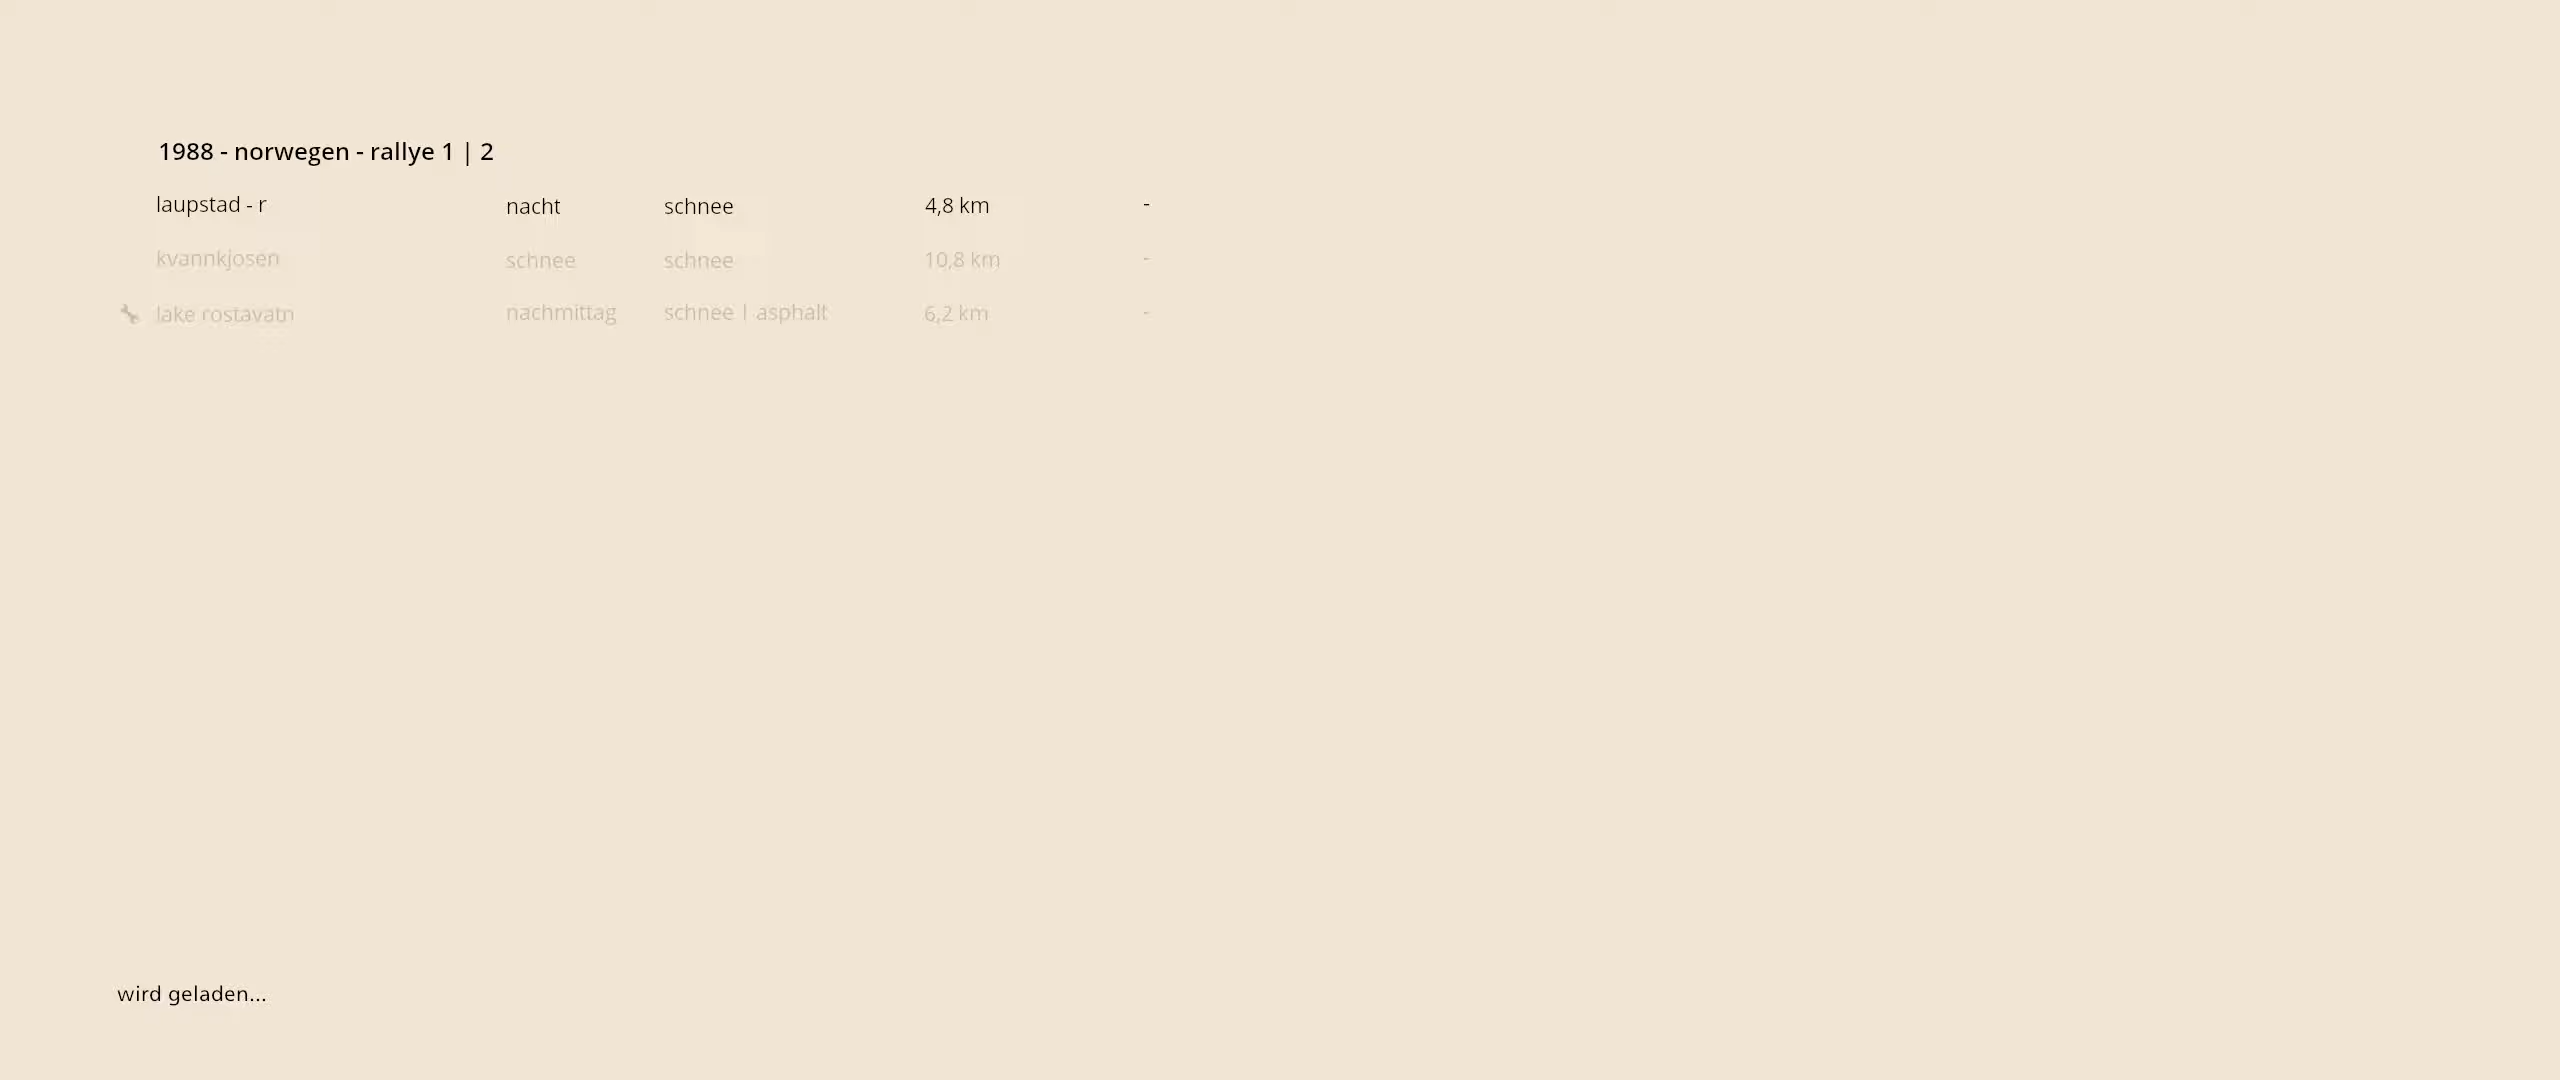 1988 - norwegen - rallye 1 | 2
laupstad - r nacht schnee 4,8 km -
kvannkjosen schnee schnee 10,8 km -
lake rostavatn nachmittag schnee | asphalt 6,2 km -
wird geladen...